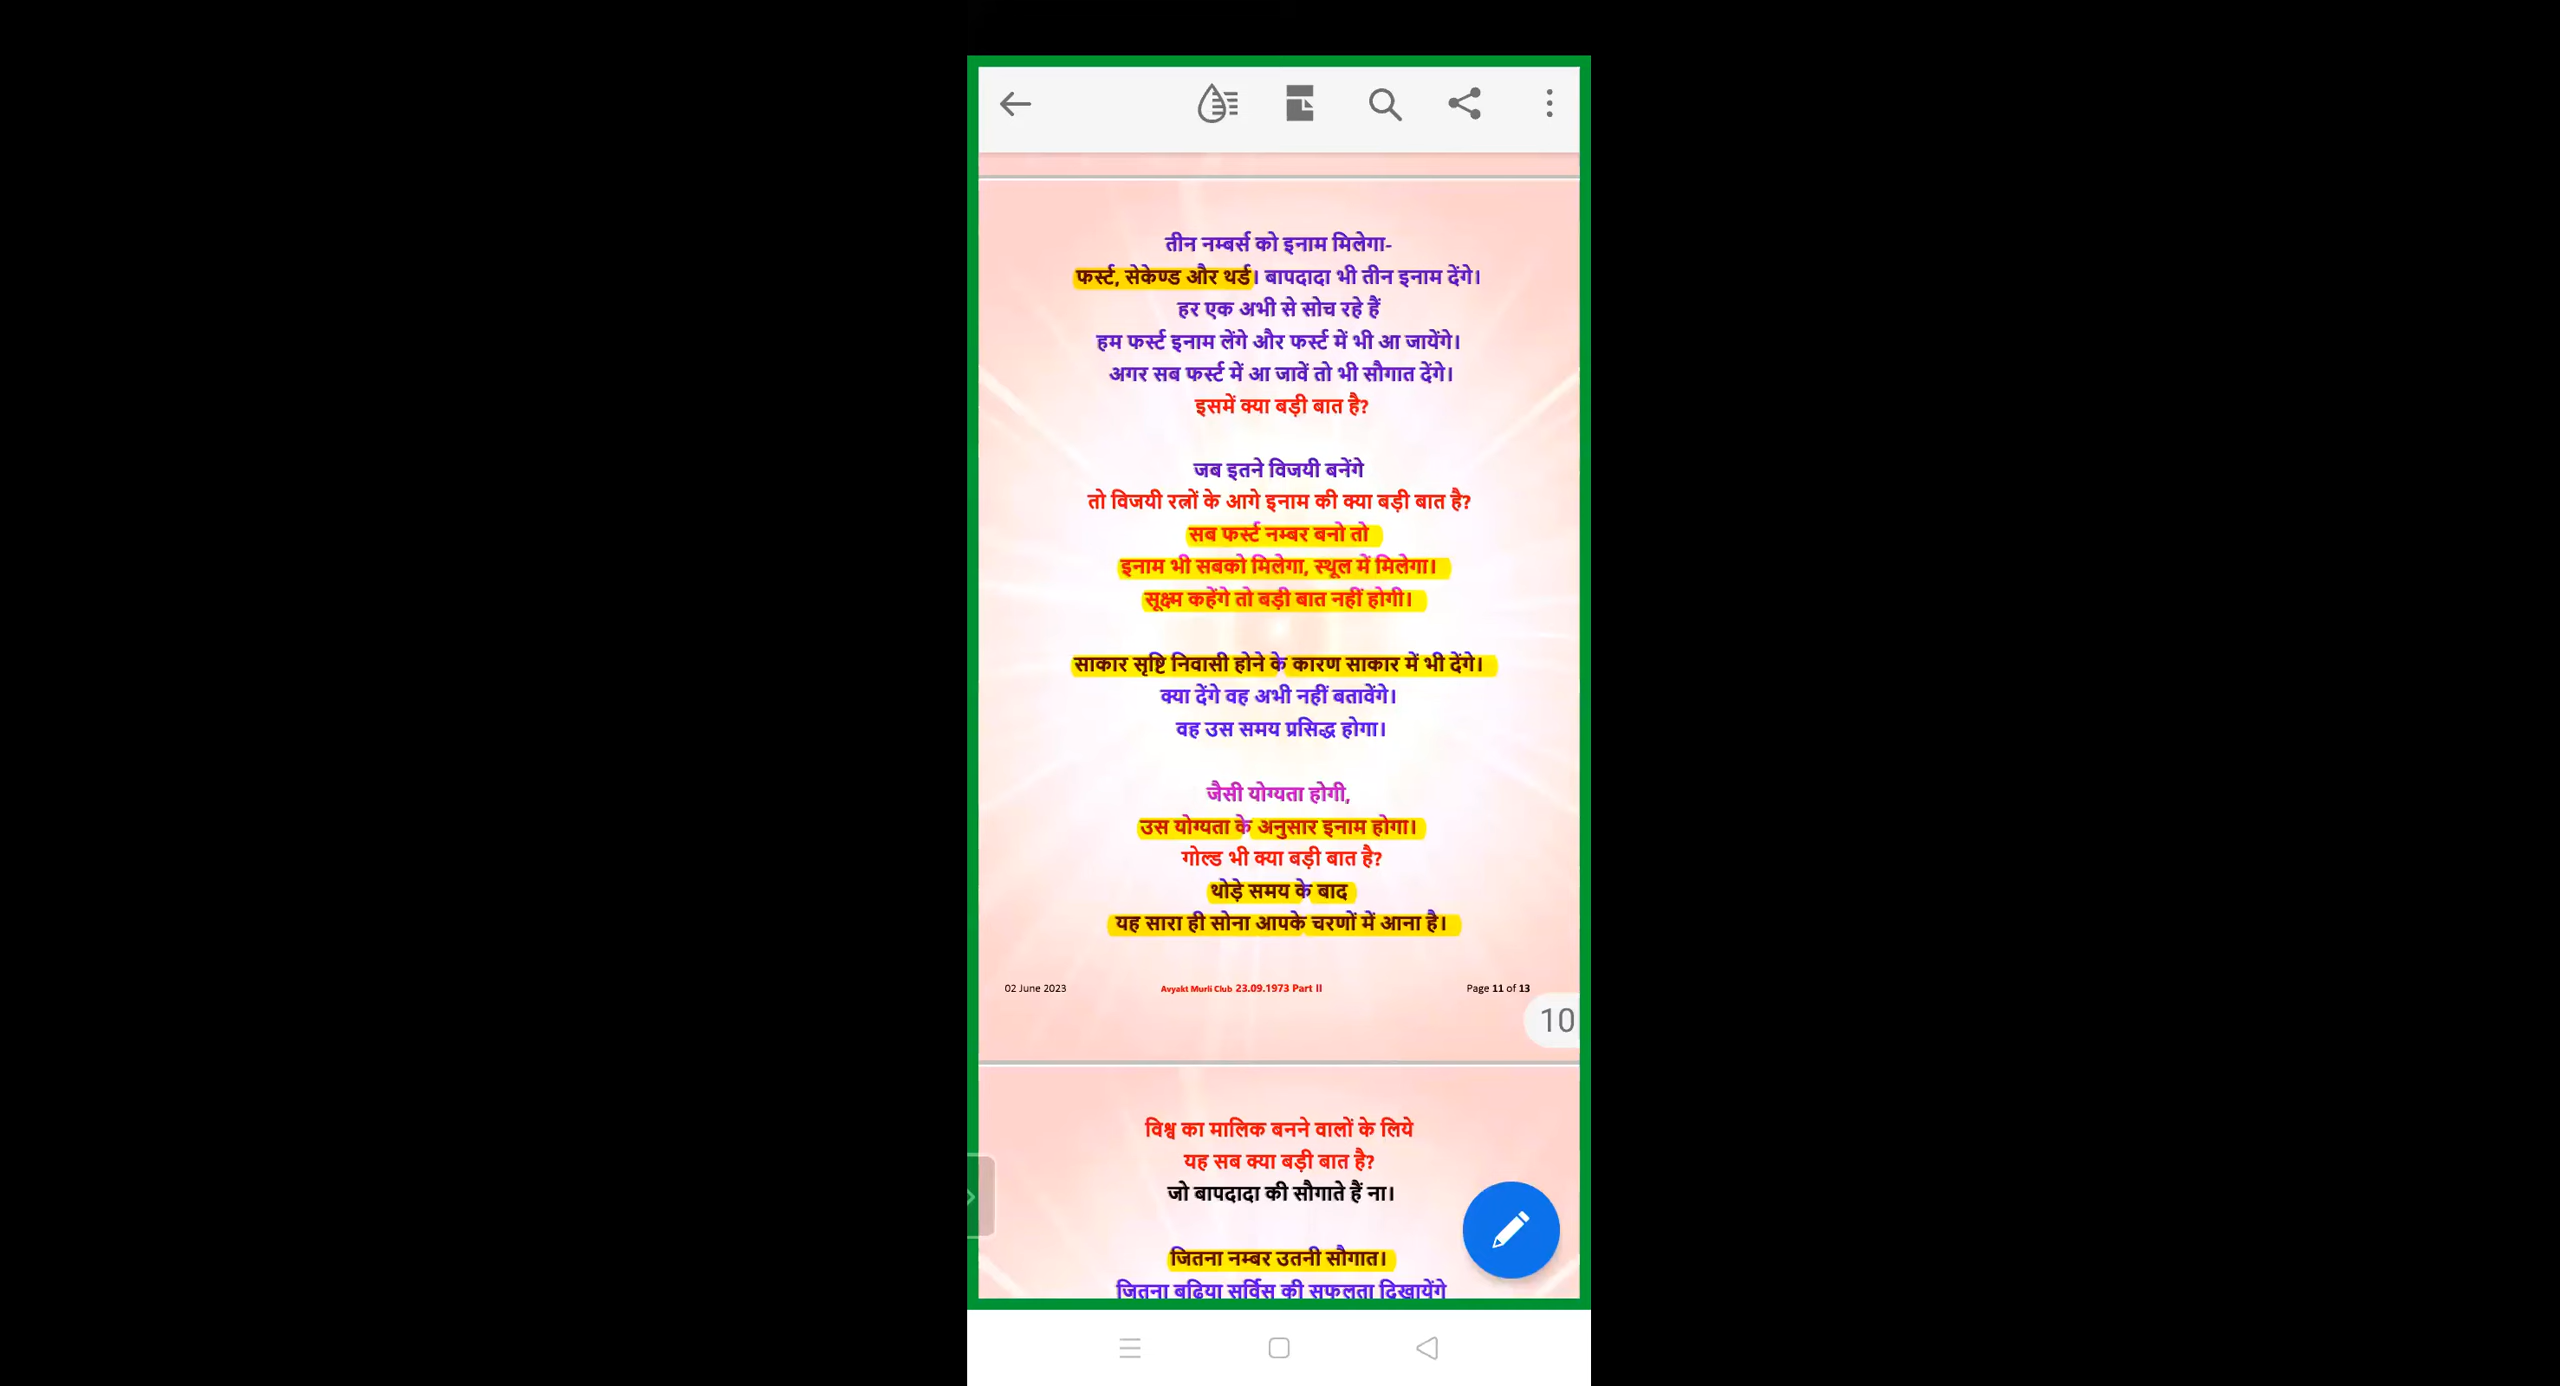 तीन नम्बर्स को इनाम मिलेगा-
फर्स्ट, सेकेण्ड और थर्ड। बापदादा भी तीन इनाम देंगे।
हर एक अभी से सोच रहे हैं
हम फर्स्ट इनाम लेंगे और फर्स्ट में भी आ जायेंगे।
अगर सब फर्स्ट में आ जावें तो भी सौगात देंगे।
इसमें क्या बड़ी बात है?
जब इतने विजयी बनेंगे
तो विजयी रत्नों के आगे इनाम की क्या बड़ी बात है?
सब फर्स्ट नम्बर बनो तो
इनाम भी सबको मिलेगा, स्थूल में मिलेगा।
सूक्ष्म कहेंगे तो बड़ी बात नहीं होगी।
साकार सृष्टि निवासी होने के कारण साकार में भी देंगे।
क्या देंगे वह अभी नहीं बतावेंगे।
वह उस समय प्रसिद्ध होगा।
जैसी योग्यता होगी,
उस योग्यता के अनुसार इनाम होगा।
गोल्ड भी क्या बड़ी बात है?
थोड़े समय के बाद
यह सारा ही सोना आपके चरणों में आना है।
02 June 2023 Avyakt Murli Club 23.09.1973 Part II Page 11 of 13
10
विश्व का मालिक बनने वालों के लिये
यह सब क्या बड़ी बात है?
जो बापदादा की सौगाते हैं ना।
जितना नम्बर उतनी सौगात।
जितना बढ़िया सर्विस की सफलता दिखायेंगे